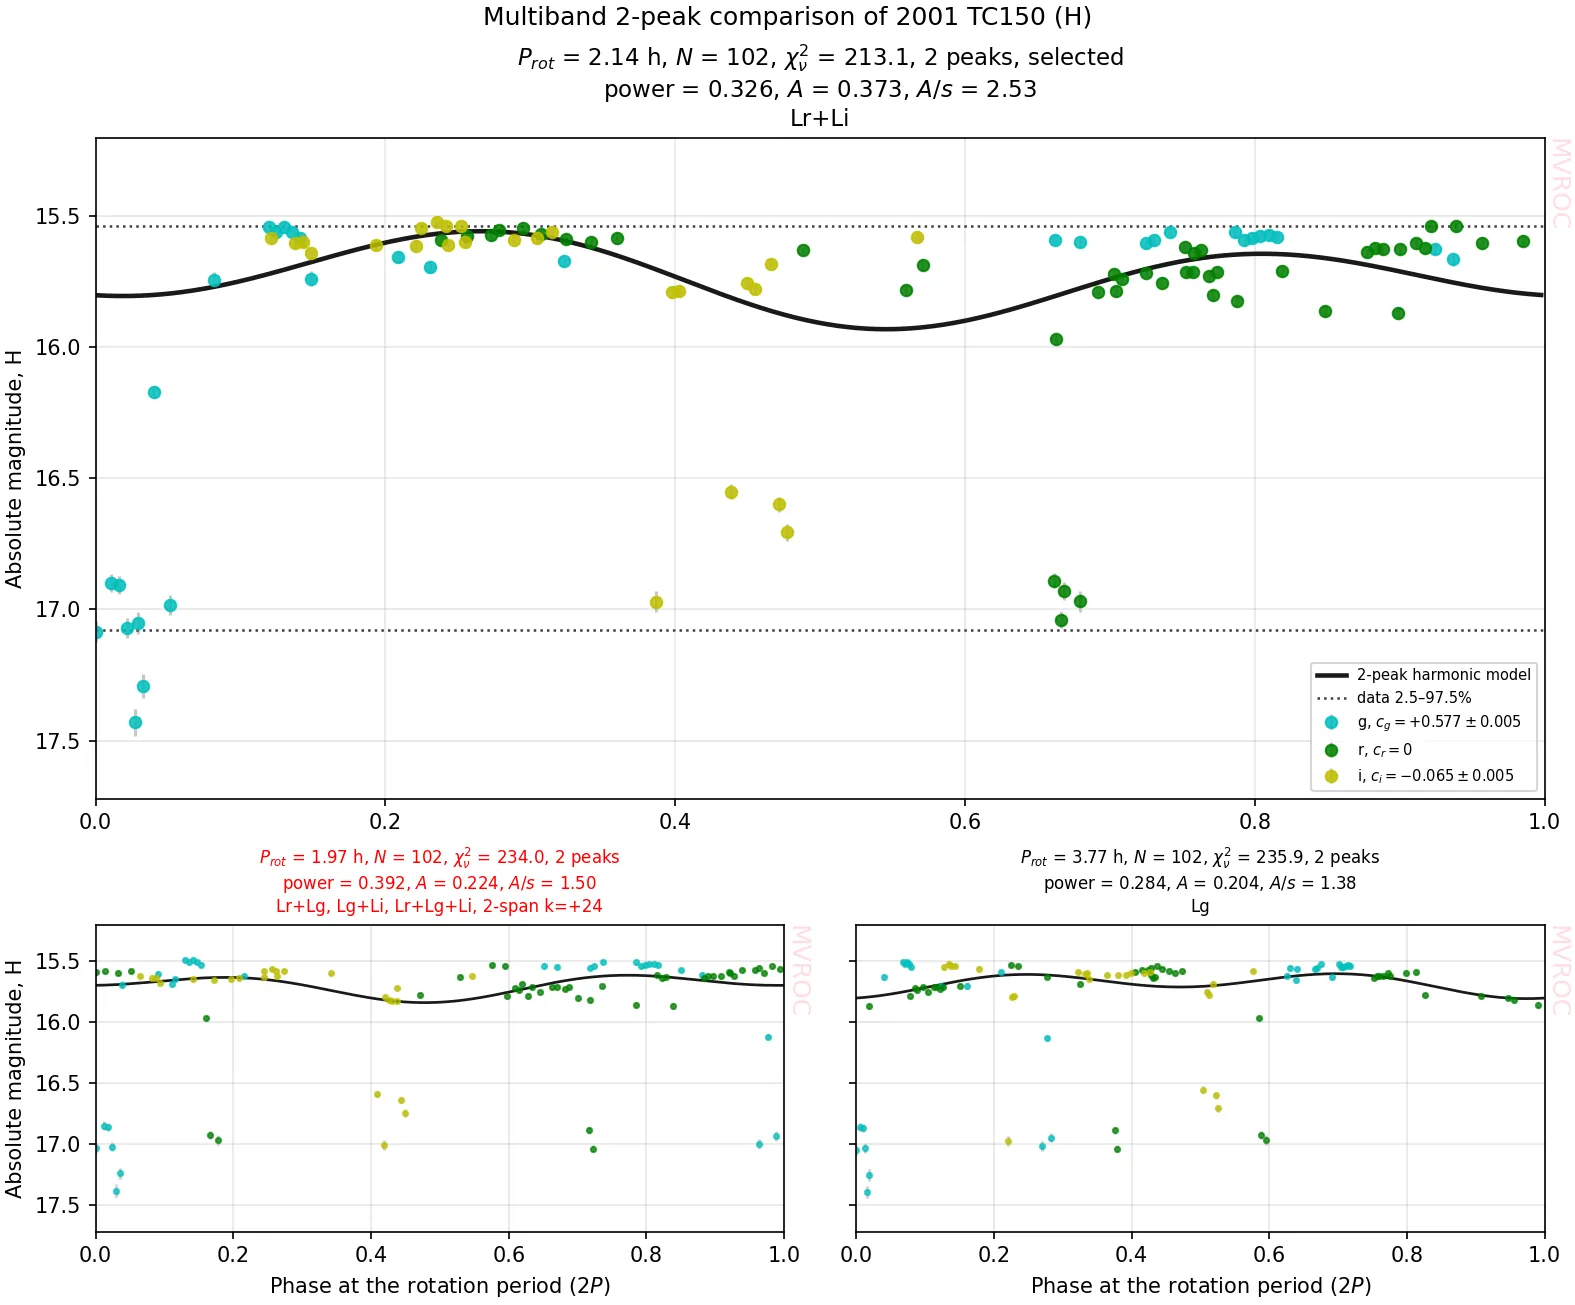 Multiband 2-peak comparison of 2001 TC150 (H)
P_rot = 2.14 h, N = 102, χ²_ν = 213.1, 2 peaks, selected
power = 0.326, A = 0.373, A/s = 2.53
Lr+Li
MVROC
Absolute magnitude, H
15.5
16.0
16.5
17.0
17.5
2-peak harmonic model
data 2.5–97.5%
g, c_g = +0.577 ± 0.005
r, c_r = 0
i, c_i = −0.065 ± 0.005
0.0 0.2 0.4 0.6 0.8 1.0
P_rot = 1.97 h, N = 102, χ²_ν = 234.0, 2 peaks
power = 0.392, A = 0.224, A/s = 1.50
Lr+Lg, Lg+Li, Lr+Lg+Li, 2-span k=+24
MVROC
Absolute magnitude, H
15.5
16.0
16.5
17.0
17.5
0.0 0.2 0.4 0.6 0.8 1.0
Phase at the rotation period (2P)
P_rot = 3.77 h, N = 102, χ²_ν = 235.9, 2 peaks
power = 0.284, A = 0.204, A/s = 1.38
Lg
MVROC
0.0 0.2 0.4 0.6 0.8 1.0
Phase at the rotation period (2P)